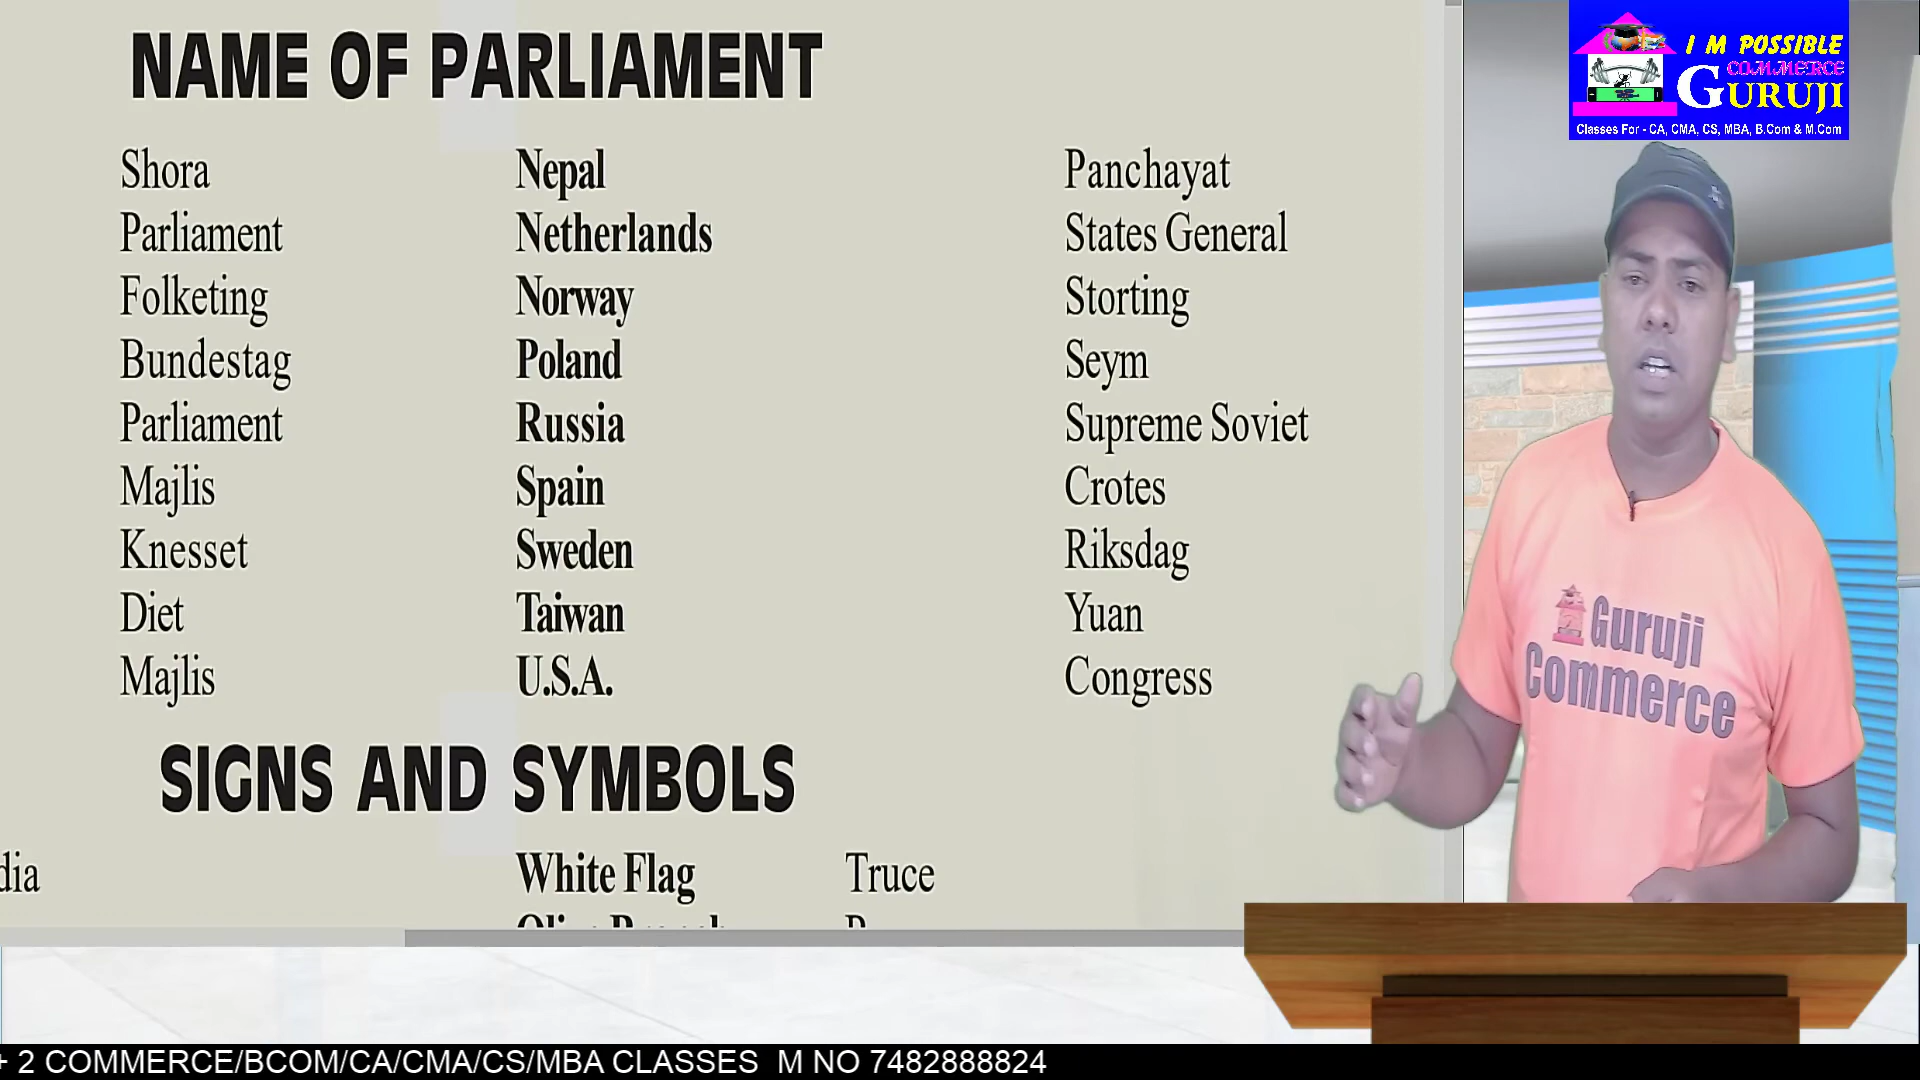 NAME OF PARLIAMENT
Shora Nepal Panchayat
Parliament Netherlands States General
Folketing Norway Storting
Bundestag Poland Seym
Parliament Russia Supreme Soviet
Majlis Spain Crotes
Knesset Sweden Riksdag
Diet Taiwan Yuan
Majlis U.S.A. Congress
SIGNS AND SYMBOLS
dia White Flag Truce
I M POSSIBLE
COMMERCE
GURUJI
Classes For - CA, CMA, CS, MBA, B.Com & M.Com
Guruji
Commerce
+ 2 COMMERCE/BCOM/CA/CMA/CS/MBA CLASSES M NO 7482888824